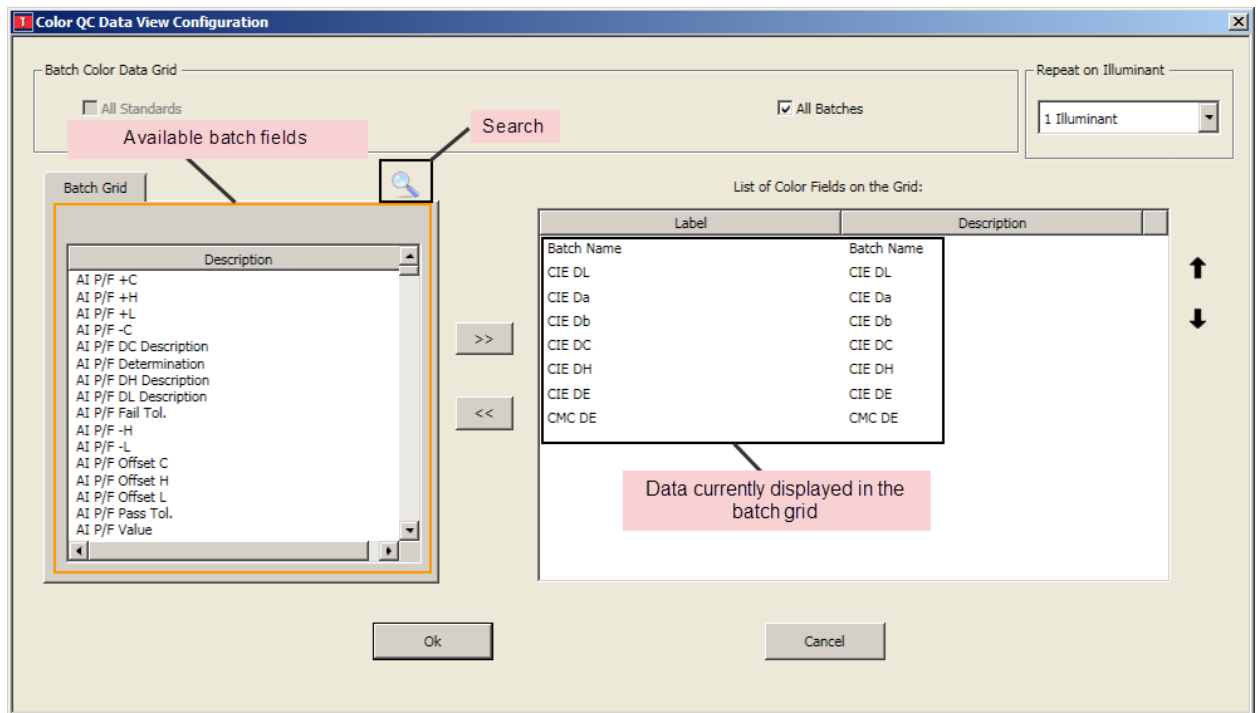 T Color QC Data View Configuration
Batch Color Data Grid
Repeat on Illuminant
All Standards
All Batches
1 Illuminant
Available batch fields
Search
Batch Grid
List of Color Fields on the Grid:
Label Description
Description
AI P/F +C
AI P/F +H
AI P/F +L
AI P/F -C
AI P/F DC Description
AI P/F Determination
AI P/F DH Description
AI P/F DL Description
AI P/F Fail Tol.
AI P/F -H
AI P/F -L
AI P/F Offset C
AI P/F Offset H
AI P/F Offset L
AI P/F Pass Tol.
AI P/F Value
>>
<<
Batch Name Batch Name
CIE DL CIE DL
CIE Da CIE Da
CIE Db CIE Db
CIE DC CIE DC
CIE DH CIE DH
CIE DE CIE DE
CMC DE CMC DE
Data currently displayed in the
batch grid
Ok
Cancel